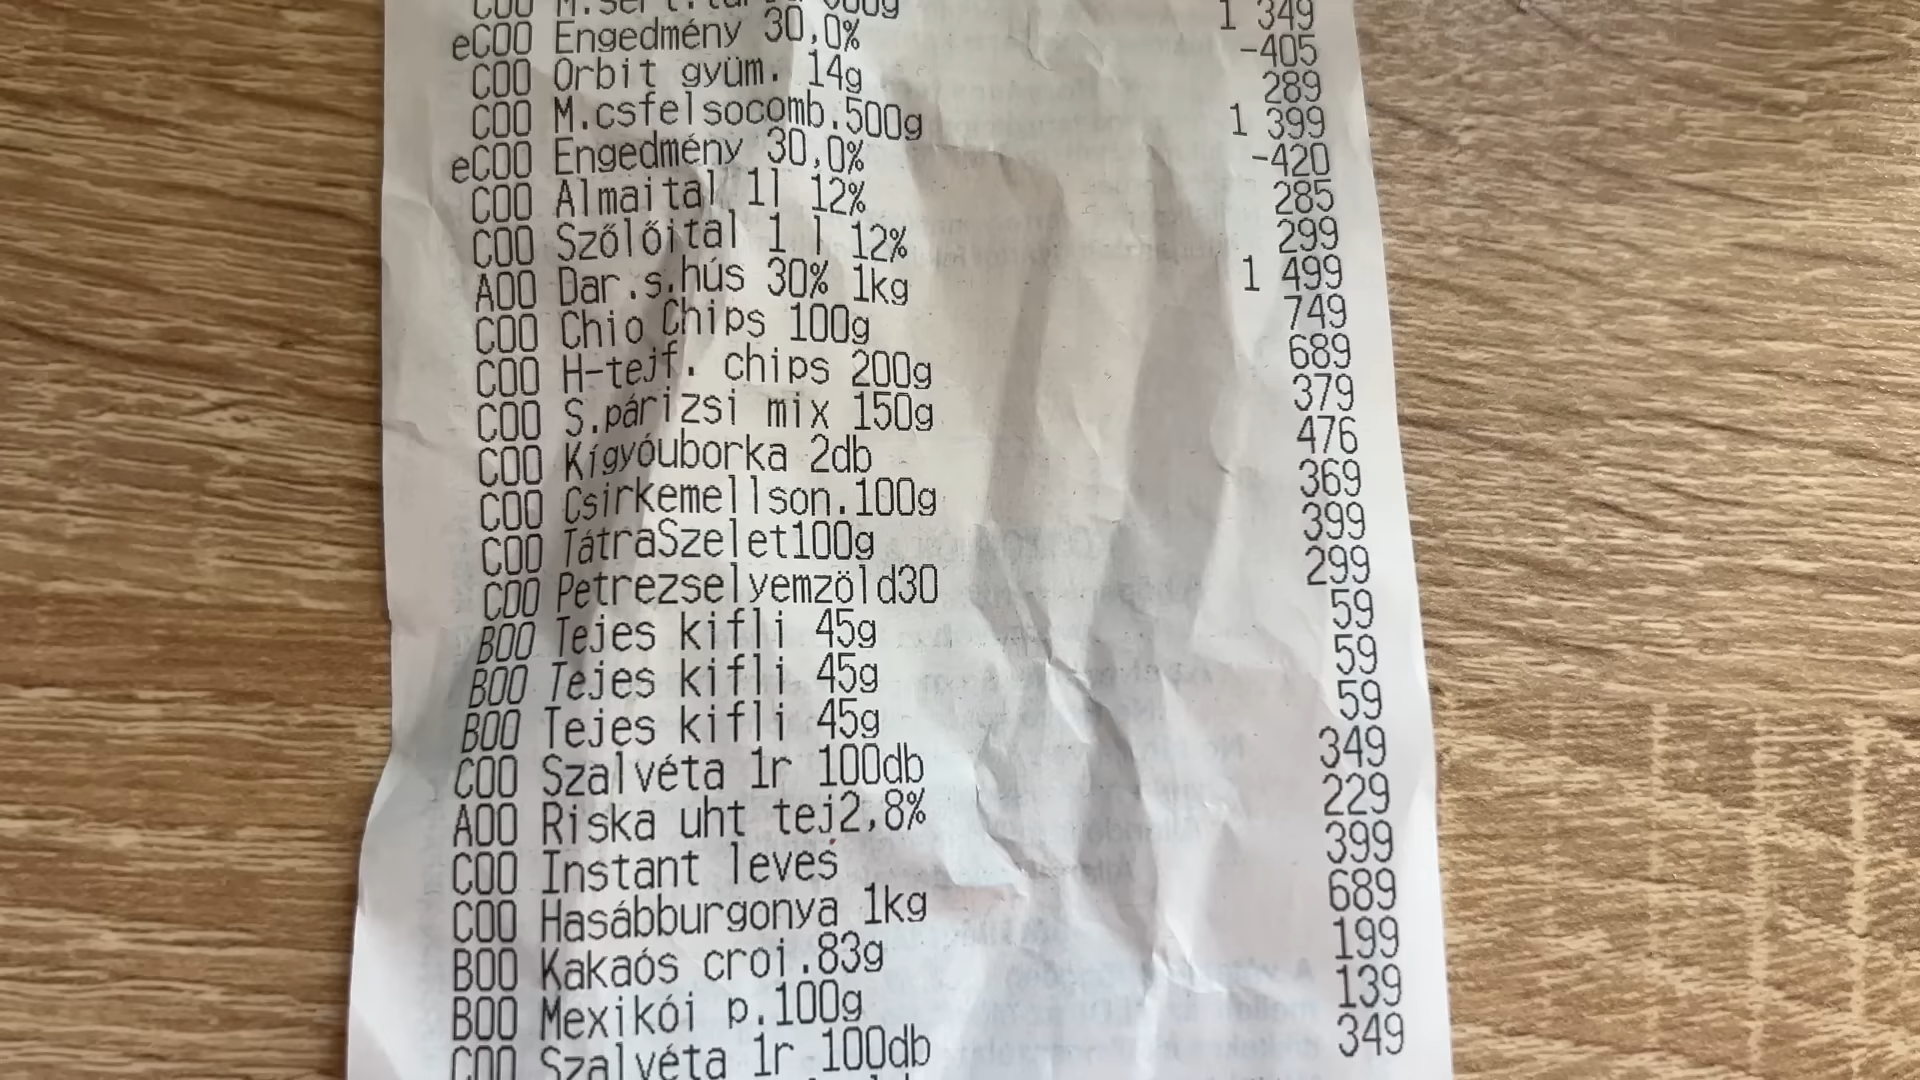 C00 M.sert. 1 349
eC00 Engedmény 30,0% -405
C00 Orbit gyüm. 14g 289
C00 M.csfelsocomb.500g 1 399
eC00 Engedmény 30,0% -420
C00 Almaital 1l 12% 285
C00 Szőlőital 1 l 12% 299
A00 Dar.s.hús 30% 1kg 1 499
C00 Chio Chips 100g 749
C00 H-tejf. chips 200g 689
C00 S.párizsi mix 150g 379
C00 Kígyóuborka 2db 476
C00 Csirkemellson.100g 369
C00 TátraSzelet100g 399
C00 Petrezselyemzöld30 299
B00 Tejes kifli 45g 59
B00 Tejes kifli 45g 59
B00 Tejes kifli 45g 59
C00 Szalvéta 1r 100db 349
A00 Riska uht tej2,8% 229
C00 Instant leves 399
C00 Hasábburgonya 1kg 689
B00 Kakaós croi.83g 199
B00 Mexikói p.100g 139
C00 Szalvéta 1r 100db 349